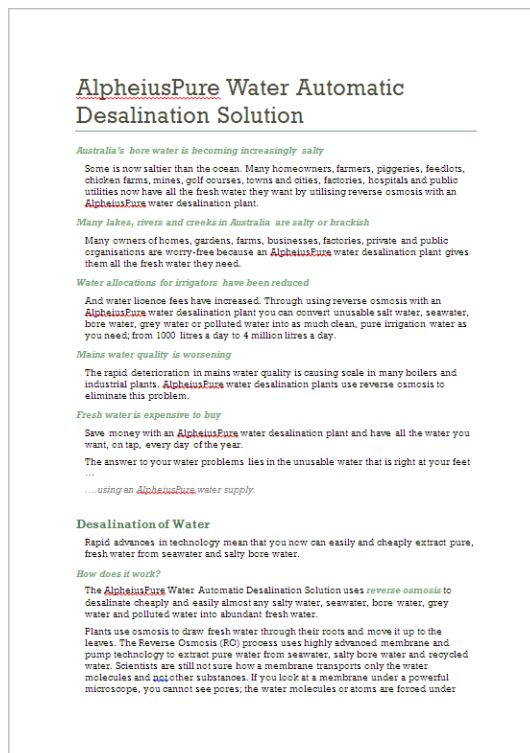 AlpheiusPure Water Automatic
Desalination Solution
Australia's bore water is becoming increasingly salty
Some is now saltier than the ocean. Many homeowners, farmers, piggeries, feedlots,
chicken farms, mines, golf courses, towns and cities, factories, hospitals and public
utilities now have all the fresh water they want by utilising reverse osmosis with an
AlpheiusPure water desalination plant.
Many lakes, rivers and creeks in Australia are salty or brackish
Many owners of homes, gardens, farms, businesses, factories, private and public
organisations are worry-free because an AlpheiusPure water desalination plant gives
them all the fresh water they need.
Water allocations for irrigators have been reduced
And water licence fees have increased. Through using reverse osmosis with an
AlpheiusPure water desalination plant you can convert unusable salt water, seawater,
bore water, grey water or polluted water into as much clean, pure irrigation water as
you need; from 1000 litres a day to 4 million litres a day.
Mains water quality is worsening
The rapid deterioration in mains water quality is causing scale in many boilers and
industrial plants. AlpheiusPure water desalination plants use reverse osmosis to
eliminate this problem.
Fresh water is expensive to buy
Save money with an AlpheiusPure water desalination plant and have all the water you
want, on tap, every day of the year.
The answer to your water problems lies in the unusable water that is right at your feet
…
….using an AlpheiusPure water supply.
Desalination of Water
Rapid advances in technology mean that you now can easily and cheaply extract pure,
fresh water from seawater and salty bore water.
How does it work?
The AlpheiusPure Water Automatic Desalination Solution uses reverse osmosis to
desalinate cheaply and easily almost any salty water, seawater, bore water, grey
water and polluted water into abundant fresh water.
Plants use osmosis to draw fresh water through their roots and move it up to the
leaves. The Reverse Osmosis (RO) process uses highly advanced membrane and
pump technology to extract pure water from seawater, salty bore water and recycled
water. Scientists are still not sure how a membrane transports only the water
molecules and not other substances. If you look at a membrane under a powerful
microscope, you cannot see pores; the water molecules or atoms are forced under